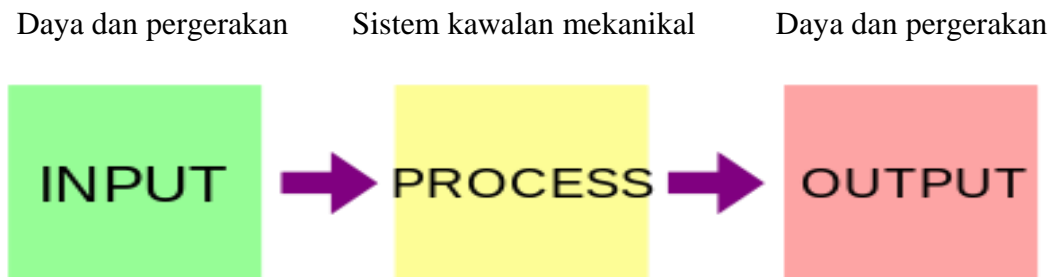 Daya dan pergerakan Sistem kawalan mekanikal Daya dan pergerakan
INPUT PROCESS OUTPUT